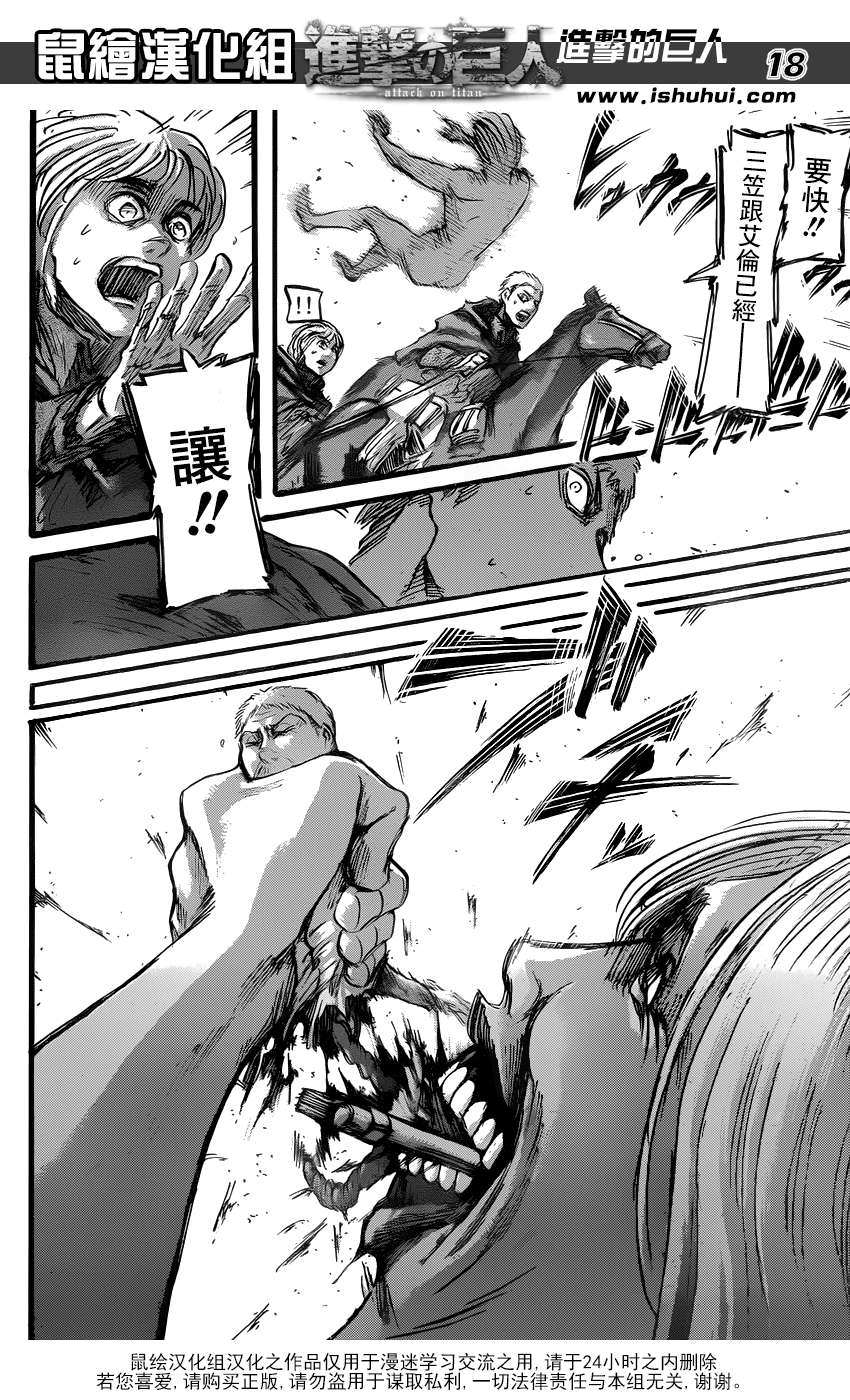 鼠繪漢化組
進撃の巨人
attack on titan
進擊的巨人
18
www.ishuhui.com
要快!!
三笠跟艾倫已經——
!!
讓!!
鼠绘汉化组汉化之作品仅用于漫迷学习交流之用,请于24小时之内删除
若您喜爱,请购买正版,请勿盗用于谋取私利,一切法律责任与本组无关,谢谢。